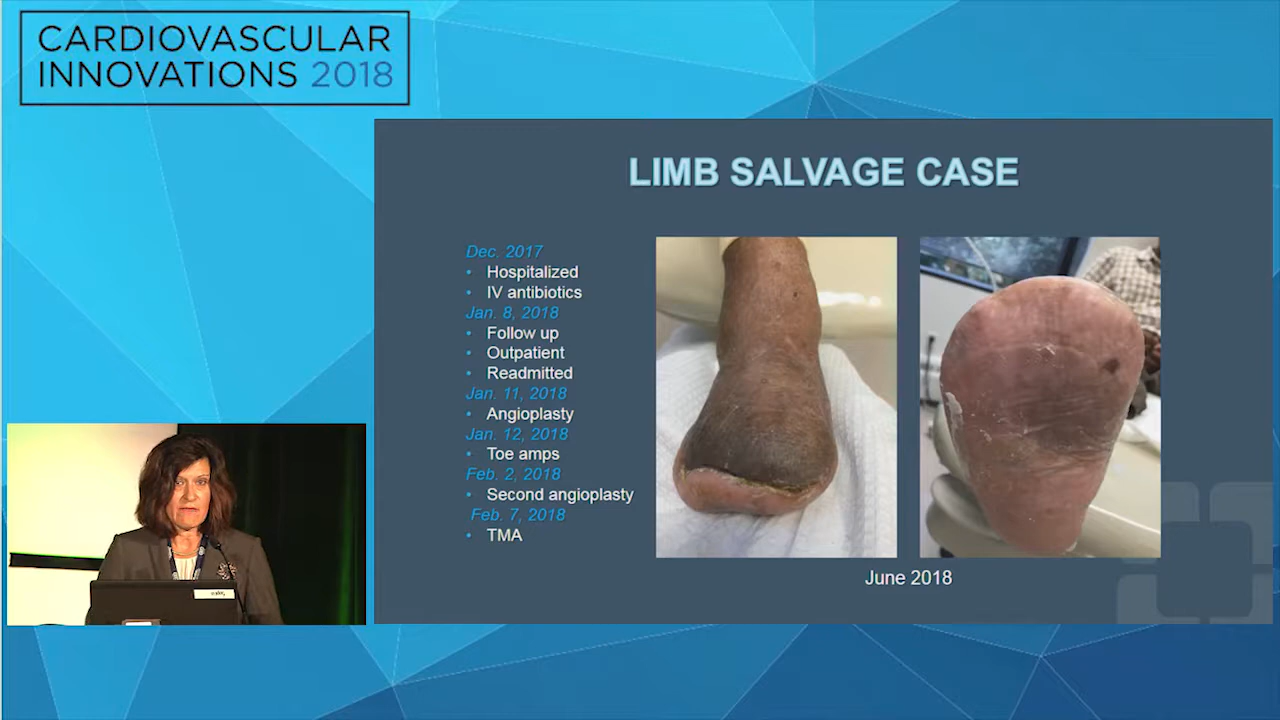 CARDIOVASCULAR
INNOVATIONS 2018
LIMB SALVAGE CASE
Dec. 2017
• Hospitalized
• IV antibiotics
Jan. 8, 2018
• Follow up
• Outpatient
• Readmitted
Jan. 11, 2018
• Angioplasty
Jan. 12, 2018
• Toe amps
Feb. 2, 2018
• Second angioplasty
Feb. 7, 2018
• TMA
June 2018